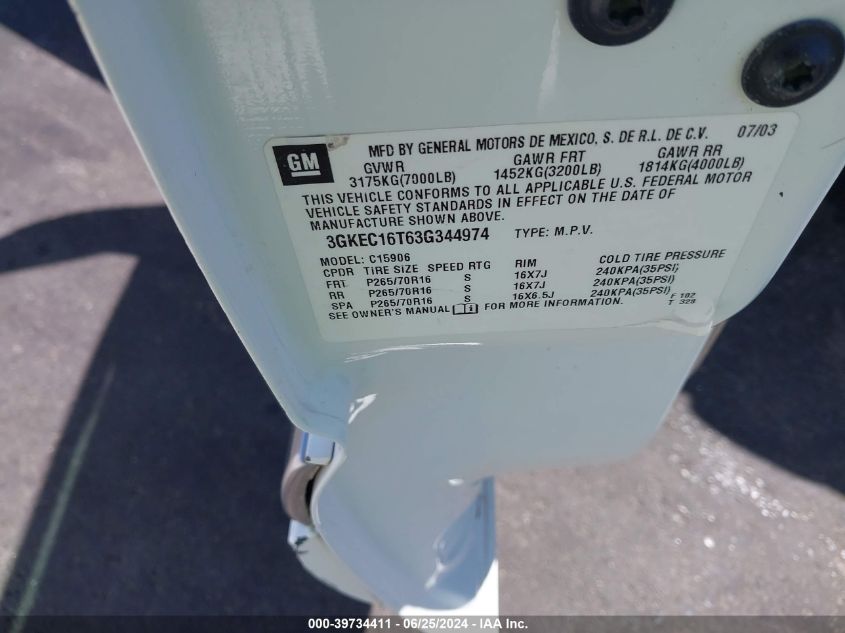 GM
MFD BY GENERAL MOTORS DE MEXICO, S. DE R.L. DE C.V. 07/03
GVWR GAWR FRT GAWR RR
3175KG(7000LB) 1452KG(3200LB) 1814KG(4000LB)
THIS VEHICLE CONFORMS TO ALL APPLICABLE U.S. FEDERAL MOTOR
VEHICLE SAFETY STANDARDS IN EFFECT ON THE DATE OF
MANUFACTURE SHOWN ABOVE.
3GKEC16T63G344974 TYPE: M.P.V.
MODEL: C15906
CPDR TIRE SIZE SPEED RTG RIM COLD TIRE PRESSURE
FRT P265/70R16 S 16X7J 240KPA(35PSI)
RR P265/70R16 S 16X7J 240KPA(35PSI)
SPA P265/70R16 S 16X6.5J 240KPA(35PSI)
SEE OWNER'S MANUAL FOR MORE INFORMATION. F 182
T 328
000-39734411 - 06/25/2024 - IAA, Inc.